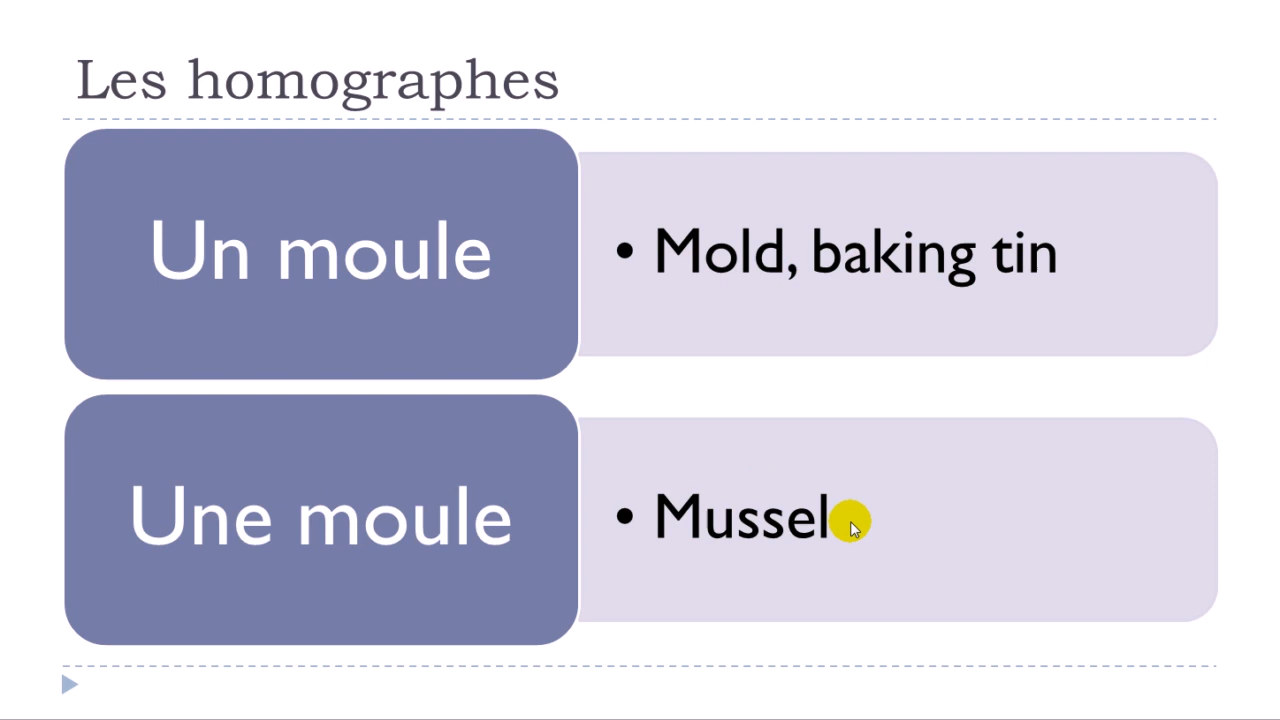 Les homographes
Un moule
• Mold, baking tin
Une moule
• Mussel